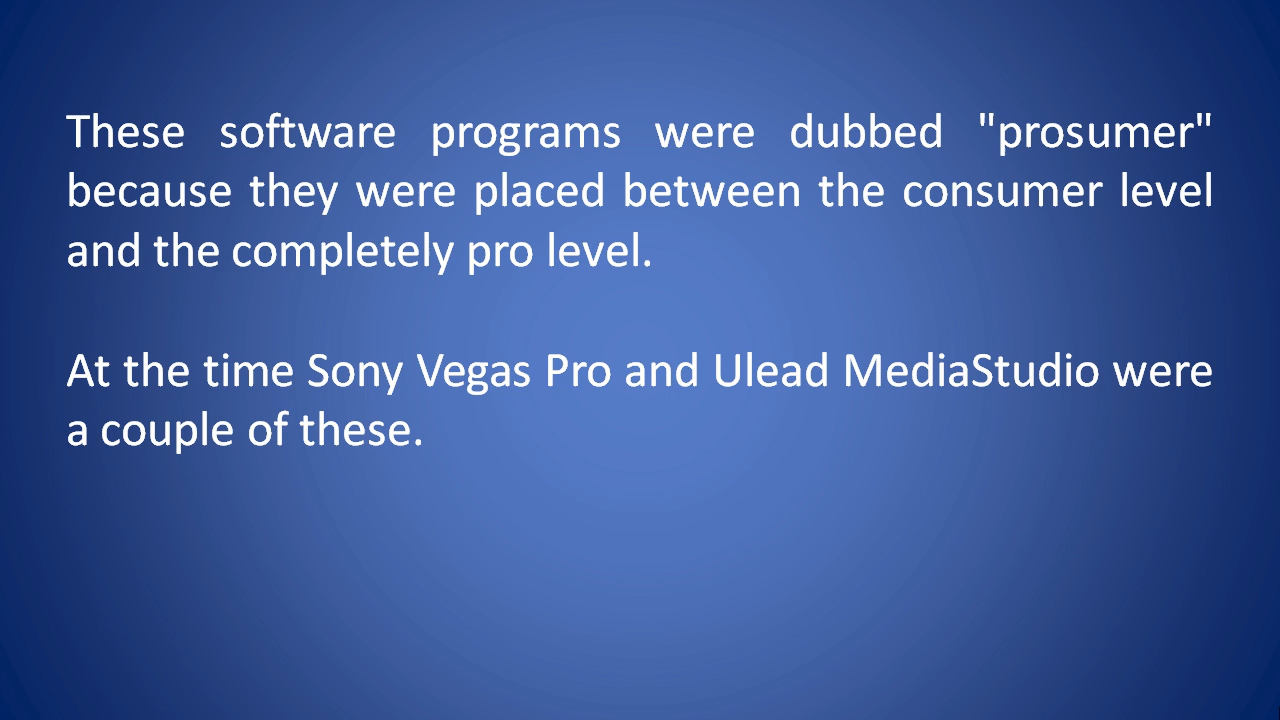 These software programs were dubbed "prosumer"
because they were placed between the consumer level
and the completely pro level.
At the time Sony Vegas Pro and Ulead MediaStudio were
a couple of these.